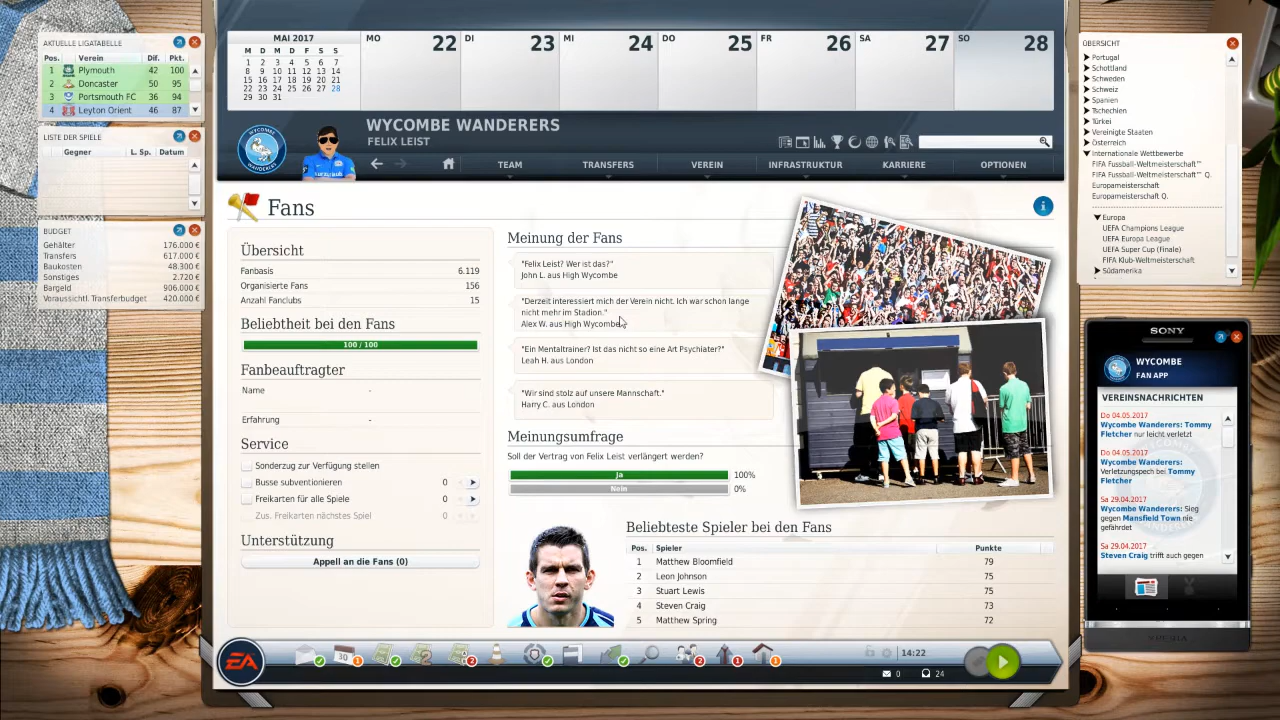 AKTUELLE LIGATABELLE
Pos. Verein Dif. Pkt.
1 Plymouth 42 100
2 Doncaster 50 95
3 Portsmouth FC 36 94
4 Leyton Orient 46 87
LISTE DER SPIELE
Gegner L. Sp. Datum
BUDGET
Gehälter 176.000 €
Transfers 617.000 €
Baukosten 48.300 €
Sonstiges 2.720 €
Bargeld 906.000 €
Voraussichtl. Transferbudget 420.000 €
MAI 2017
M D M D F S S
1 2 3 4 5 6 7
8 9 10 11 12 13 14
15 16 17 18 19 20 21
22 23 24 25 26 27 28
29 30 31
MO 22 DI 23 MI 24 DO 25 FR 26 SA 27 SO 28
WYCOMBE WANDERERS
FELIX LEIST
TEAM TRANSFERS VEREIN INFRASTRUKTUR KARRIERE OPTIONEN
Fans
Übersicht
Fanbasis 6.119
Organisierte Fans 156
Anzahl Fanclubs 15
Beliebtheit bei den Fans
100 / 100
Fanbeauftragter
Name -
Erfahrung -
Service
Sonderzug zur Verfügung stellen
Busse subventionieren 0
Freikarten für alle Spiele 0
Zus. Freikarten nächstes Spiel 0
Unterstützung
Appell an die Fans (0)
Meinung der Fans
"Felix Leist? Wer ist das?"
John L. aus High Wycombe
"Derzeit interessiert mich der Verein nicht. Ich war schon lange
nicht mehr im Stadion."
Alex W. aus High Wycombe
"Ein Mentaltrainer? Ist das nicht so eine Art Psychiater?"
Leah H. aus London
"Wir sind stolz auf unsere Mannschaft."
Harry C. aus London
Meinungsumfrage
Soll der Vertrag von Felix Leist verlängert werden?
Ja 100%
Nein 0%
Beliebteste Spieler bei den Fans
Pos. Spieler Punkte
1 Matthew Bloomfield 79
2 Leon Johnson 75
3 Stuart Lewis 75
4 Steven Craig 73
5 Matthew Spring 72
EA
14:22
0 24
ÜBERSICHT
Portugal
Schottland
Schweden
Schweiz
Spanien
Tschechien
Türkei
Vereinigte Staaten
Österreich
Internationale Wettbewerbe
FIFA Fussball-Weltmeisterschaft™
FIFA Fussball-Weltmeisterschaft™ Q.
Europameisterschaft
Europameisterschaft Q.
Europa
UEFA Champions League
UEFA Europa League
UEFA Super Cup (Finale)
FIFA Klub-Weltmeisterschaft
Südamerika
SONY
WYCOMBE
FAN APP
VEREINSNACHRICHTEN
Do 04.05.2017
Wycombe Wanderers: Tommy
Fletcher nur leicht verletzt
Do 04.05.2017
Wycombe Wanderers:
Verletzungspech bei Tommy
Fletcher
Sa 29.04.2017
Wycombe Wanderers: Sieg
gegen Mansfield Town nie
gefährdet
Sa 29.04.2017
Steven Craig trifft auch gegen
XPERIA